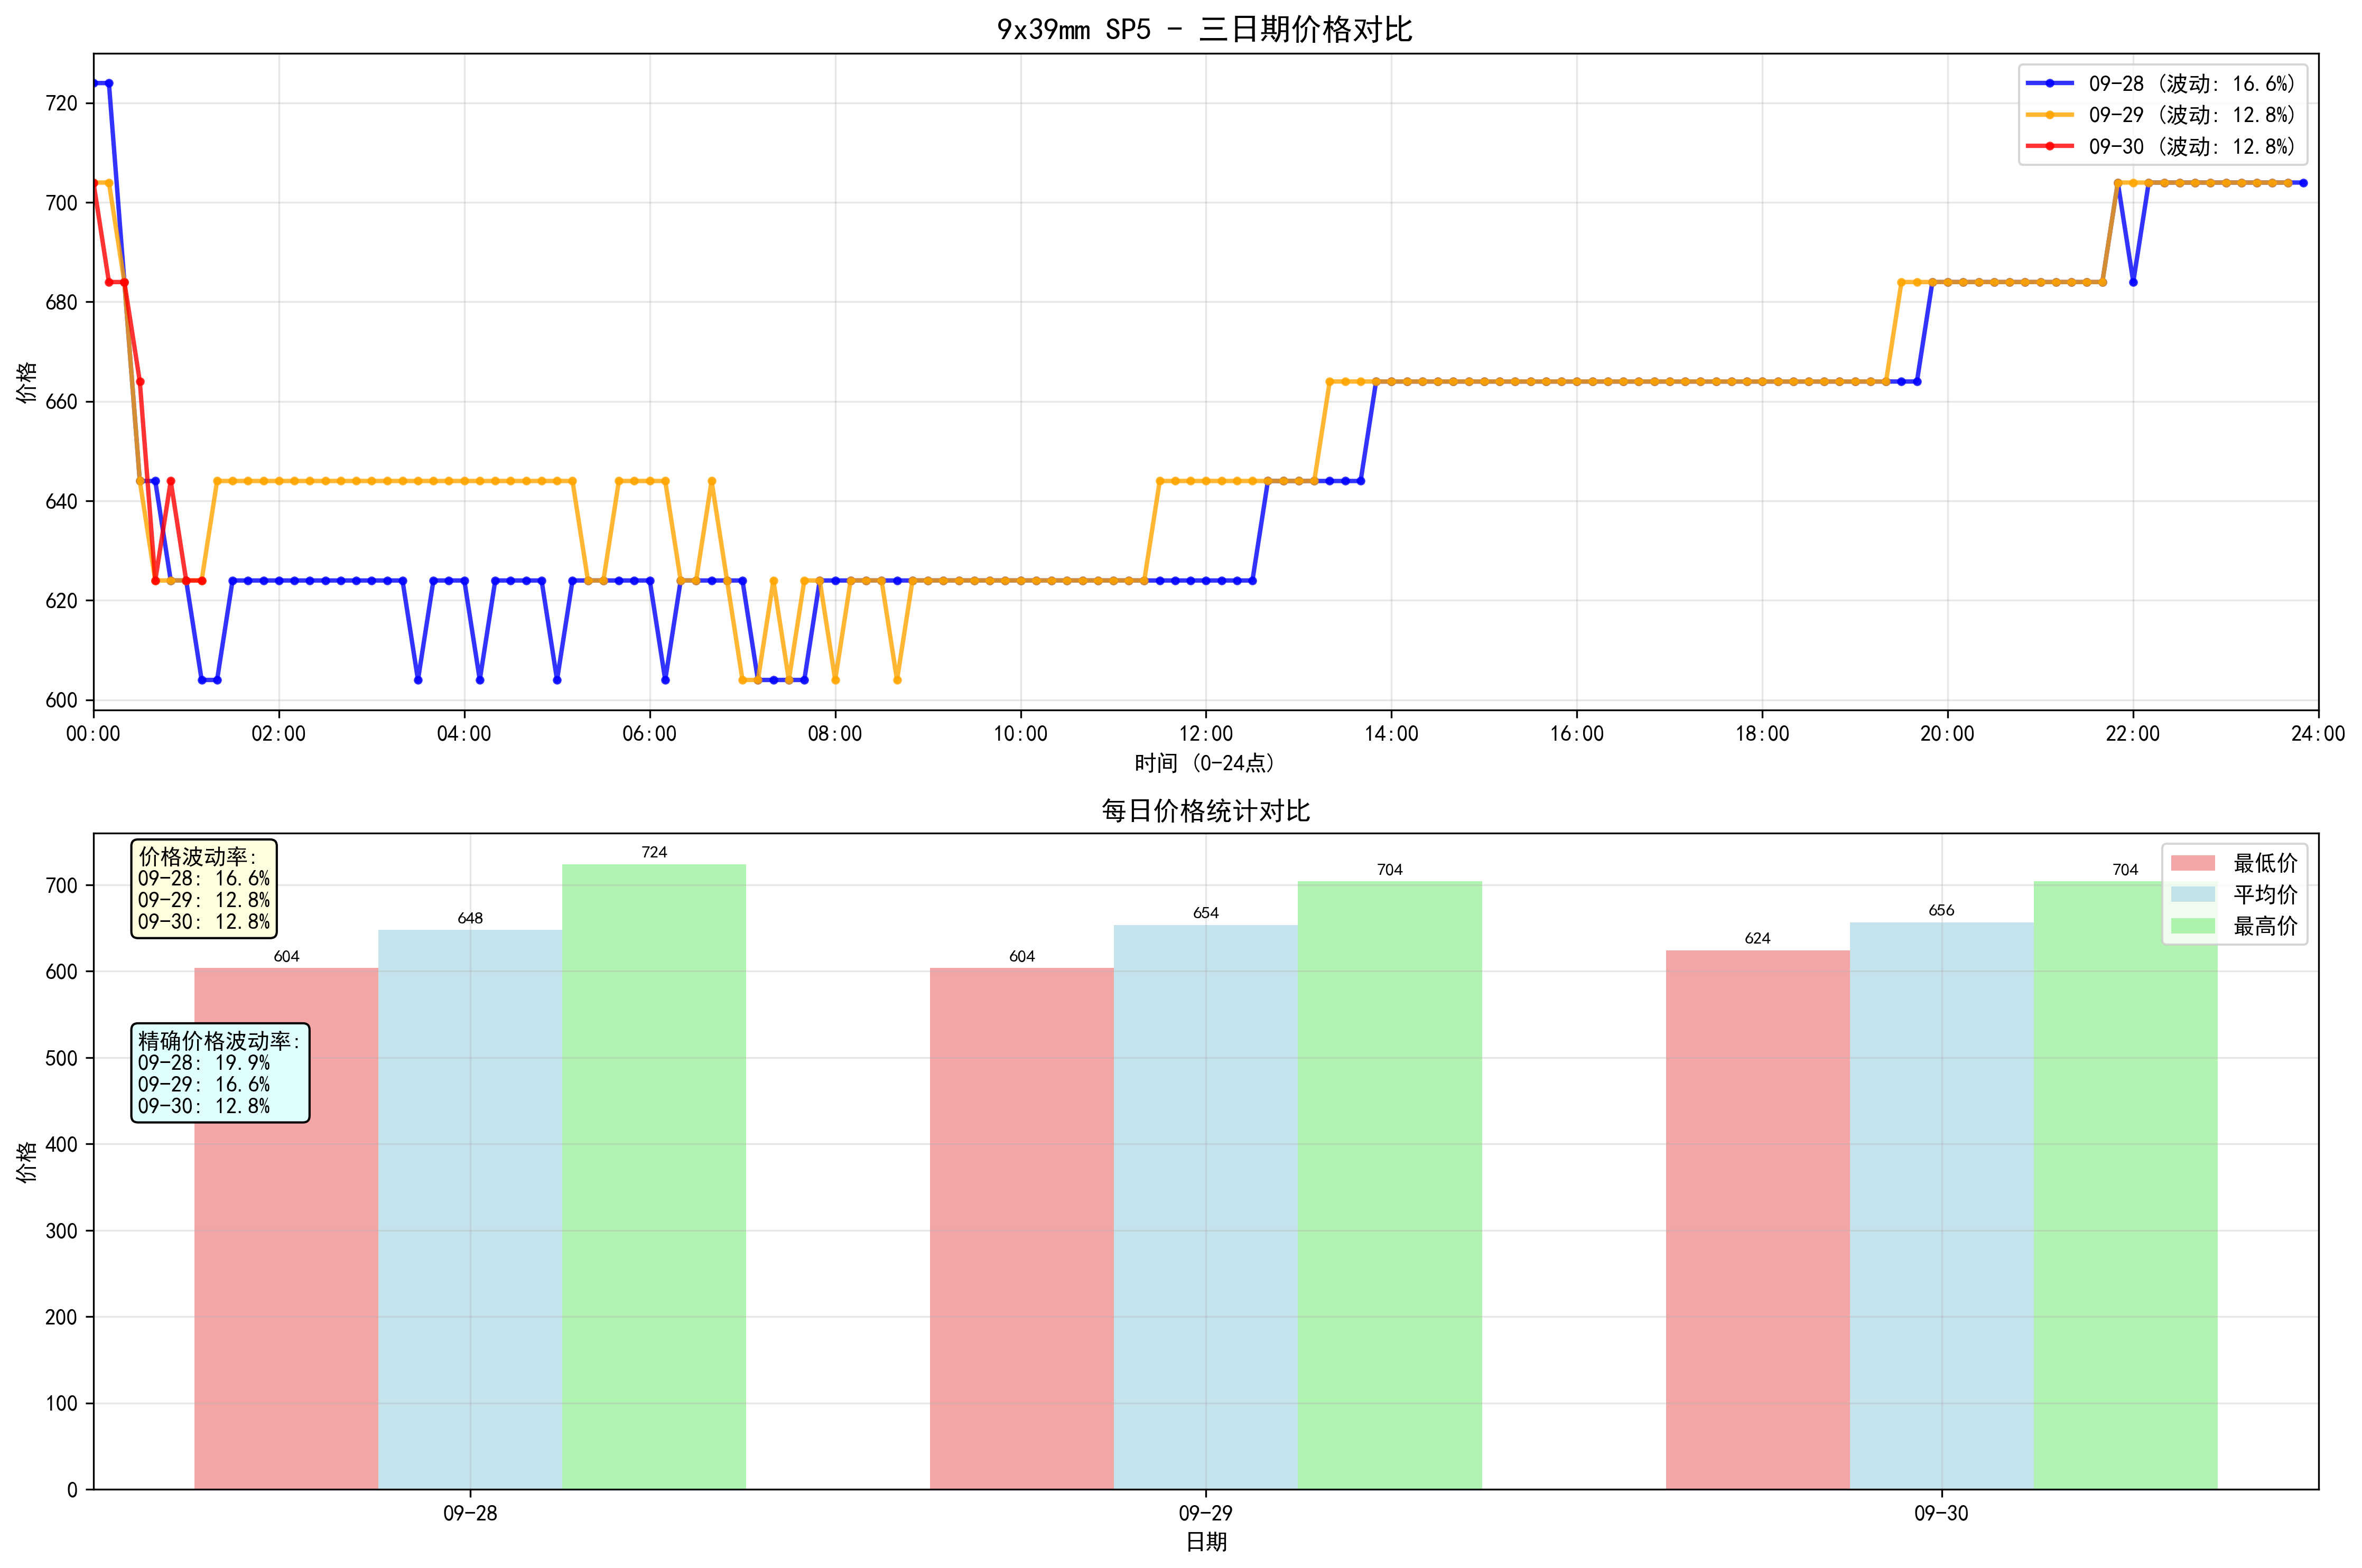 9x39mm SP5 - 三日期价格对比
09-28 (波动: 16.6%)
09-29 (波动: 12.8%)
09-30 (波动: 12.8%)
价格
720
700
680
660
640
620
600
00:00 02:00 04:00 06:00 08:00 10:00 12:00 14:00 16:00 18:00 20:00 22:00 24:00
时间 (0-24点)
每日价格统计对比
价格波动率:
09-28: 16.6%
09-29: 12.8%
09-30: 12.8%
精确价格波动率:
09-28: 19.9%
09-29: 16.6%
09-30: 12.8%
最低价
平均价
最高价
604 648 724
604 654 704
624 656 704
价格
700
600
500
400
300
200
100
0
09-28 09-29 09-30
日期